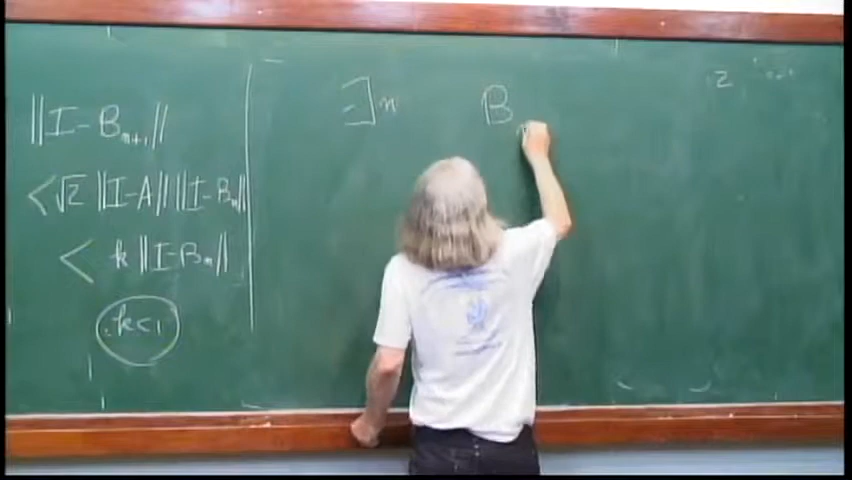 ‖I-Bₙ₊₁‖
<√2 ‖I-A‖‖I-Bₙ‖
< k ‖I-Bₙ‖
k<1
∃n B